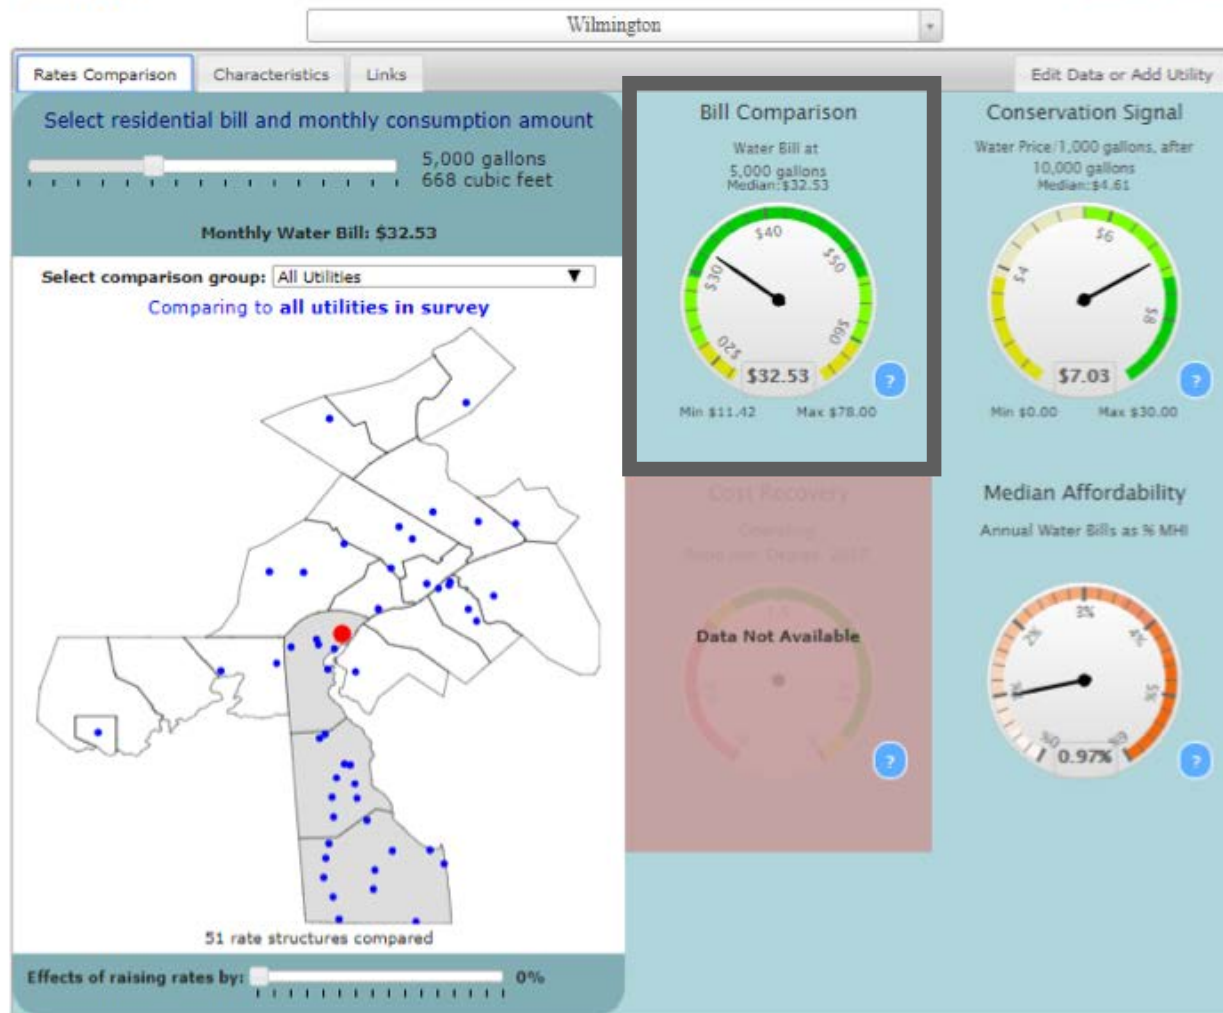 Wilmington
Rates Comparison
Characteristics
Links
Edit Data or Add Utility
Select residential bill and monthly consumption amount
5,000 gallons
668 cubic feet
Monthly Water Bill: $32.53
Select comparison group: All Utilities
Comparing to all utilities in survey
51 rate structures compared
Effects of raising rates by: 0%
Bill Comparison
Water Bill at
5,000 gallons
Median:$32.53
$20
$30
$40
$50
$60
$32.53
?
Min $11.42 Max $78.00
Conservation Signal
Water Price/1,000 gallons, after
10,000 gallons
Median:$4.61
$4
$6
$8
$7.03
?
Min $0.00 Max $30.00
Cost Recovery
Data Not Available
?
Median Affordability
Annual Water Bills as % MHI
0%
1%
2%
3%
4%
5%
6%
0.97%
?